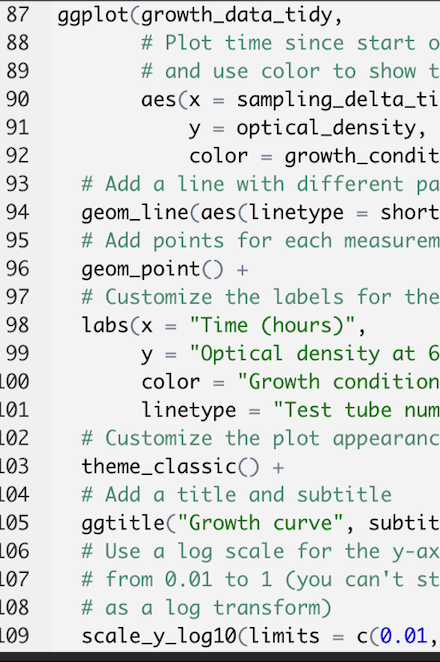 87 ggplot(growth_data_tidy,
88 # Plot time since start o
89 # and use color to show t
90 aes(x = sampling_delta_ti
91 y = optical_density,
92 color = growth_condit
93 # Add a line with different pa
94 geom_line(aes(linetype = short
95 # Add points for each measurem
96 geom_point() +
97 # Customize the labels for the
98 labs(x = "Time (hours)",
99 y = "Optical density at 6
100 color = "Growth condition
101 linetype = "Test tube num
102 # Customize the plot appearanc
103 theme_classic() +
104 # Add a title and subtitle
105 ggtitle("Growth curve", subtit
106 # Use a log scale for the y-ax
107 # from 0.01 to 1 (you can't st
108 # as a log transform)
109 scale_y_log10(limits = c(0.01,